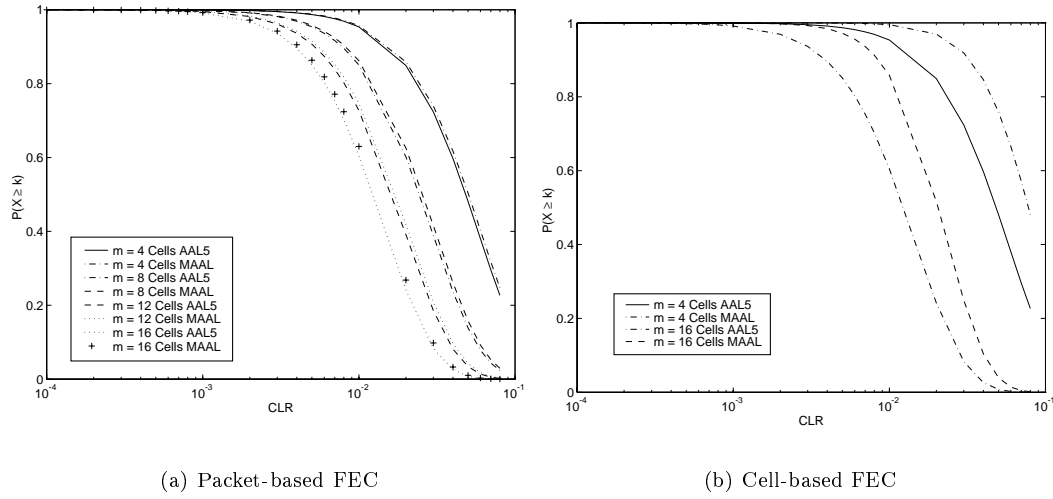 1
0.8
0.6
0.4
0.2
0
P(X ≥ k)
m = 4 Cells AAL5
m = 4 Cells MAAL
m = 8 Cells AAL5
m = 8 Cells MAAL
m = 12 Cells AAL5
m = 12 Cells MAAL
m = 16 Cells AAL5
m = 16 Cells MAAL
10^-4
10^-3
10^-2
10^-1
CLR
(a) Packet-based FEC
1
0.8
0.6
0.4
0.2
0
P(X ≥ k)
m = 4 Cells AAL5
m = 4 Cells MAAL
m = 16 Cells AAL5
m = 16 Cells MAAL
10^-4
10^-3
10^-2
10^-1
CLR
(b) Cell-based FEC